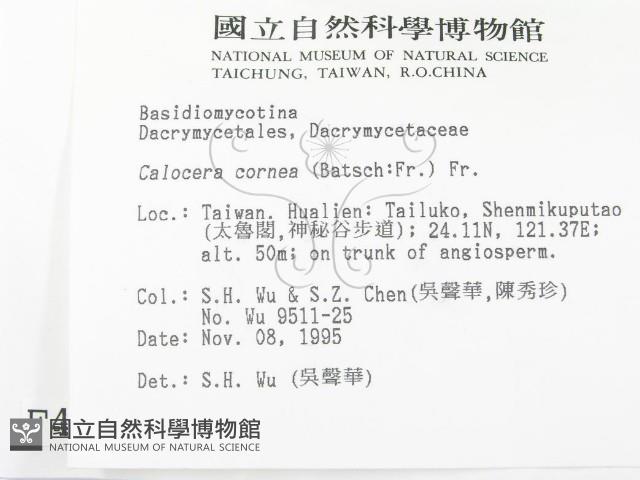 國立自然科學博物館
NATIONAL MUSEUM OF NATURAL SCIENCE
TAICHUNG, TAIWAN, R.O.CHINA
Basidiomycotina
Dacrymycetales, Dacrymycetaceae
Calocera cornea (Batsch:Fr.) Fr.
Loc.: Taiwan. Hualien: Tailuko, Shenmikuputao
(太魯閣,神秘谷步道); 24.11N, 121.37E;
alt. 50m; on trunk of angiosperm.
Col.: S.H. Wu & S.Z. Chen(吳聲華,陳秀珍)
No. Wu 9511-25
Date: Nov. 08, 1995
Det.: S.H. Wu (吳聲華)
國立自然科學博物館
NATIONAL MUSEUM OF NATURAL SCIENCE